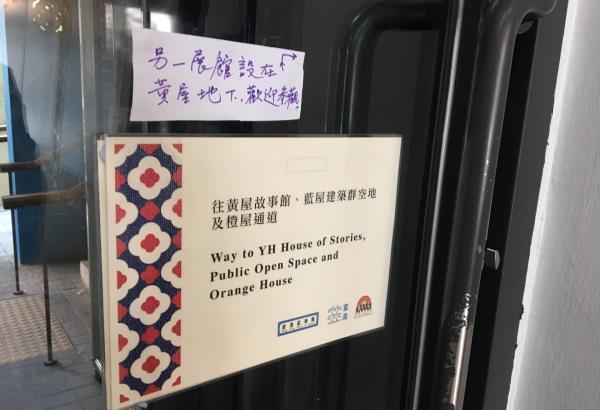 另一展館設在
黃屋地下,歡迎參觀
往黃屋故事館、藍屋建築群空地
及橙屋通道
Way to YH House of Stories,
Public Open Space and
Orange House
藍屋